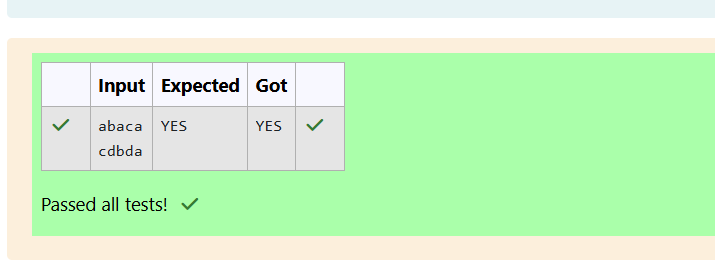 Input Expected Got
abaca YES YES
cdbda
Passed all tests!